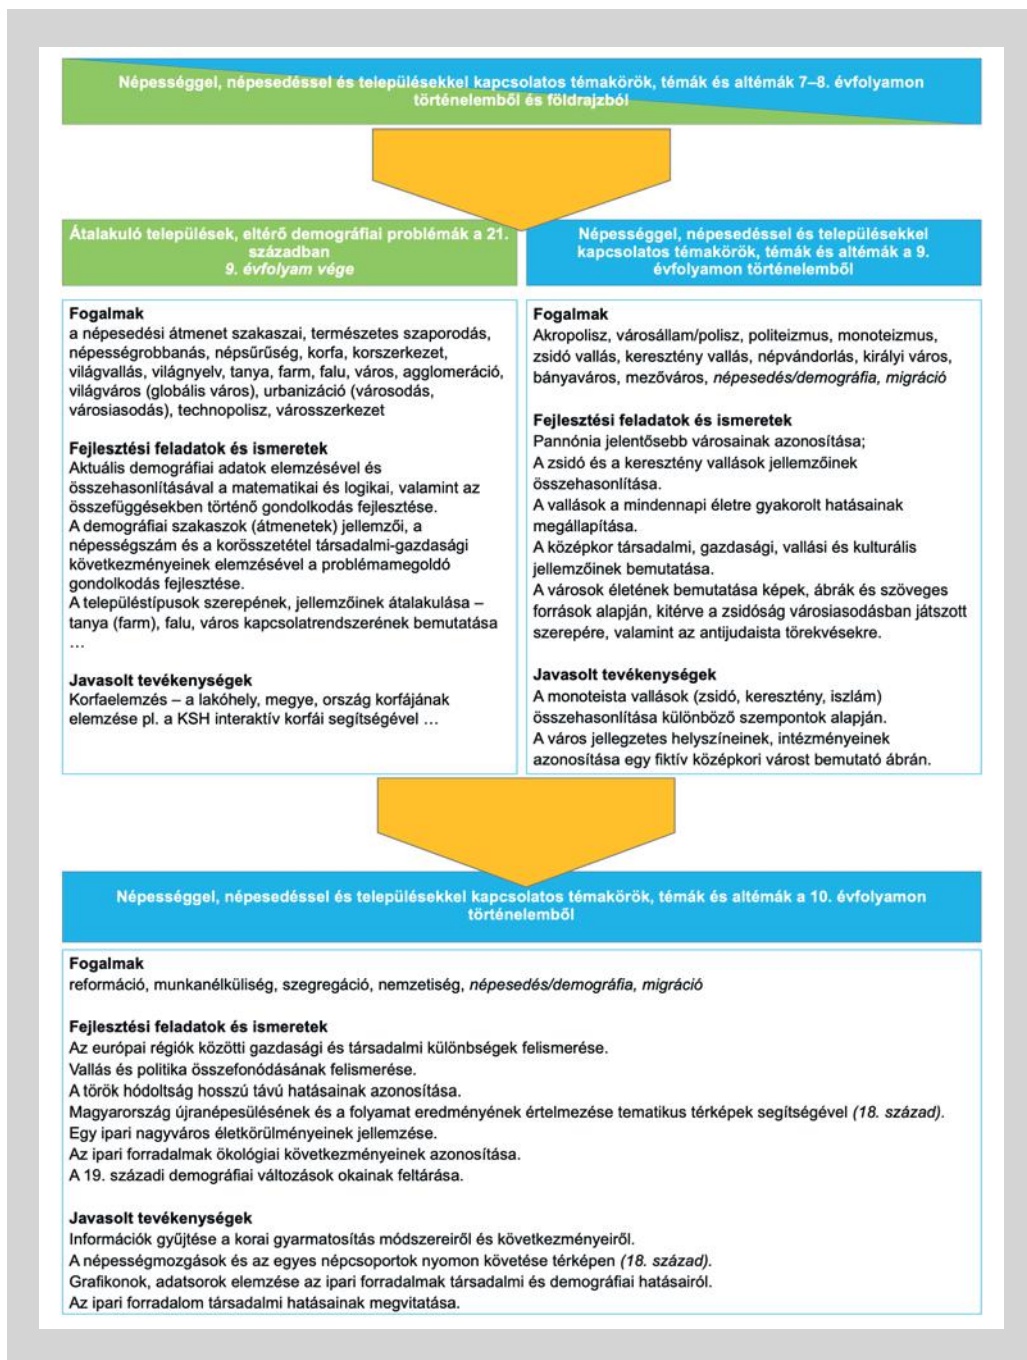 Népességgel, népesedéssel és településekkel kapcsolatos témakörök, témák és altémák 7–8. évfolyamon
történelemből és földrajzból
Átalakuló települések, eltérő demográfiai problémák a 21.
században
9. évfolyam vége
Fogalmak
a népesedési átmenet szakaszai, természetes szaporodás,
népességrobbanás, népsűrűség, korfa, korszerkezet,
világvallás, világnyelv, tanya, farm, falu, város, agglomeráció,
világváros (globális város), urbanizáció (városodás,
városiasodás), technopolisz, városszerkezet
Fejlesztési feladatok és ismeretek
Aktuális demográfiai adatok elemzésével és
összehasonlításával a matematikai és logikai, valamint az
összefüggésekben történő gondolkodás fejlesztése.
A demográfiai szakaszok (átmenetek) jellemzői, a
népességszám és a korösszetétel társadalmi-gazdasági
következményeinek elemzésével a problémamegoldó
gondolkodás fejlesztése.
A településtípusok szerepének, jellemzőinek átalakulása –
tanya (farm), falu, város kapcsolatrendszerének bemutatása
…
Javasolt tevékenységek
Korfaelemzés – a lakóhely, megye, ország korfájának
elemzése pl. a KSH interaktív korfái segítségével …
Népességgel, népesedéssel és településekkel
kapcsolatos témakörök, témák és altémák a 9.
évfolyamon történelemből
Fogalmak
Akropolisz, városállam/polisz, politeizmus, monoteizmus,
zsidó vallás, keresztény vallás, népvándorlás, királyi város,
bányaváros, mezőváros, népesedés/demográfia, migráció
Fejlesztési feladatok és ismeretek
Pannónia jelentősebb városainak azonosítása;
A zsidó és a keresztény vallások jellemzőinek
összehasonlítása.
A vallások a mindennapi életre gyakorolt hatásainak
megállapítása.
A középkor társadalmi, gazdasági, vallási és kulturális
jellemzőinek bemutatása.
A városok életének bemutatása képek, ábrák és szöveges
források alapján, kitérve a zsidóság városiasodásban játszott
szerepére, valamint az antijudaista törekvésekre.
Javasolt tevékenységek
A monoteista vallások (zsidó, keresztény, iszlám)
összehasonlítása különböző szempontok alapján.
A város jellegzetes helyszíneinek, intézményeinek
azonosítása egy fiktív középkori várost bemutató ábrán.
Népességgel, népesedéssel és településekkel kapcsolatos témakörök, témák és altémák a 10. évfolyamon
történelemből
Fogalmak
reformáció, munkanélküliség, szegregáció, nemzetiség, népesedés/demográfia, migráció
Fejlesztési feladatok és ismeretek
Az európai régiók közötti gazdasági és társadalmi különbségek felismerése.
Vallás és politika összefonódásának felismerése.
A török hódoltság hosszú távú hatásainak azonosítása.
Magyarország újranépesülésének és a folyamat eredményének értelmezése tematikus térképek segítségével (18. század).
Egy ipari nagyváros életkörülményeinek jellemzése.
Az ipari forradalmak ökológiai következményeinek azonosítása.
A 19. századi demográfiai változások okainak feltárása.
Javasolt tevékenységek
Információk gyűjtése a korai gyarmatosítás módszereiről és következményeiről.
A népességmozgások és az egyes népcsoportok nyomon követése térképen (18. század).
Grafikonok, adatsorok elemzése az ipari forradalmak társadalmi és demográfiai hatásairól.
Az ipari forradalom társadalmi hatásainak megvitatása.